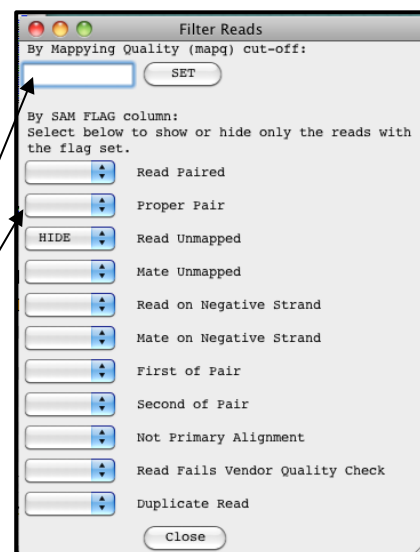 Filter Reads
By Mappying Quality (mapq) cut-off:
SET
By SAM FLAG column:
Select below to show or hide only the reads with
the flag set.
Read Paired
Proper Pair
HIDE Read Unmapped
Mate Unmapped
Read on Negative Strand
Mate on Negative Strand
First of Pair
Second of Pair
Not Primary Alignment
Read Fails Vendor Quality Check
Duplicate Read
Close